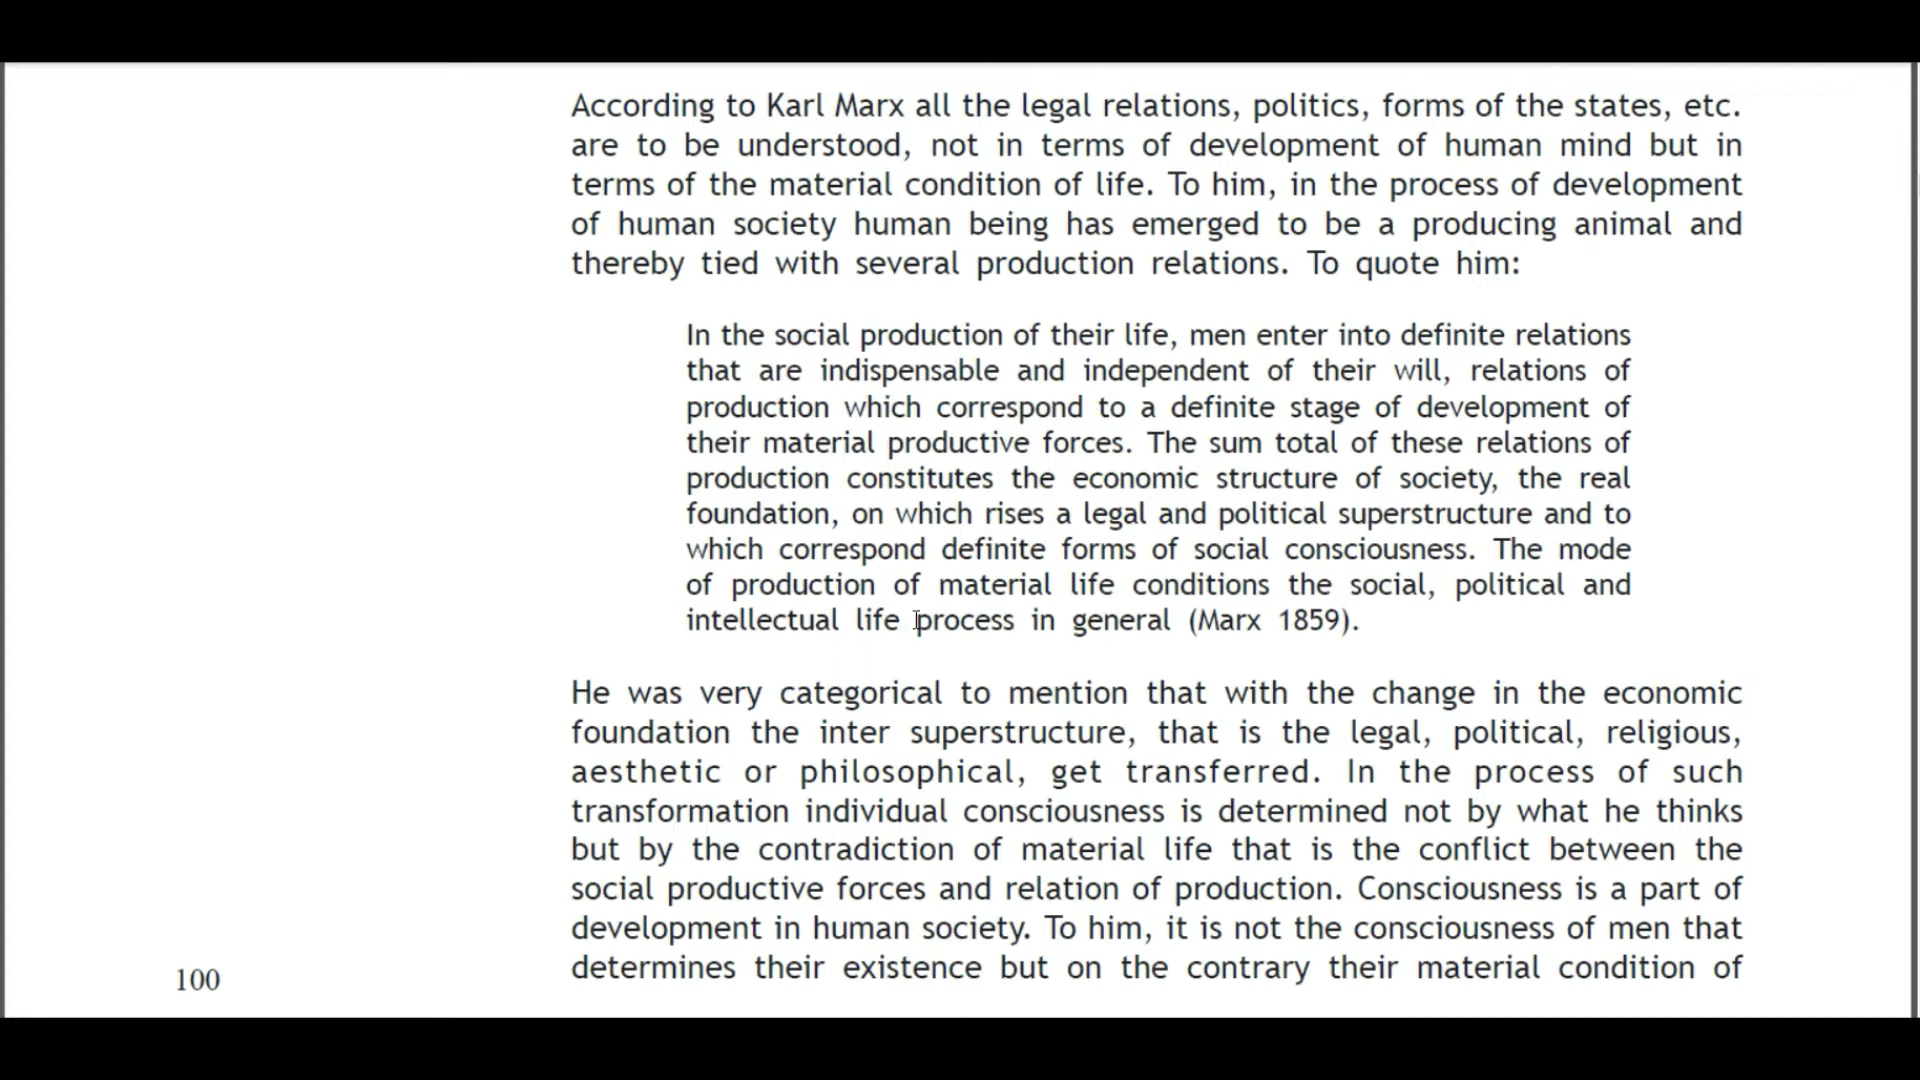 According to Karl Marx all the legal relations, politics, forms of the states, etc.
are to be understood, not in terms of development of human mind but in
terms of the material condition of life. To him, in the process of development
of human society human being has emerged to be a producing animal and
thereby tied with several production relations. To quote him:
In the social production of their life, men enter into definite relations
that are indispensable and independent of their will, relations of
production which correspond to a definite stage of development of
their material productive forces. The sum total of these relations of
production constitutes the economic structure of society, the real
foundation, on which rises a legal and political superstructure and to
which correspond definite forms of social consciousness. The mode
of production of material life conditions the social, political and
intellectual life process in general (Marx 1859).
He was very categorical to mention that with the change in the economic
foundation the inter superstructure, that is the legal, political, religious,
aesthetic or philosophical, get transferred. In the process of such
transformation individual consciousness is determined not by what he thinks
but by the contradiction of material life that is the conflict between the
social productive forces and relation of production. Consciousness is a part of
development in human society. To him, it is not the consciousness of men that
determines their existence but on the contrary their material condition of
100